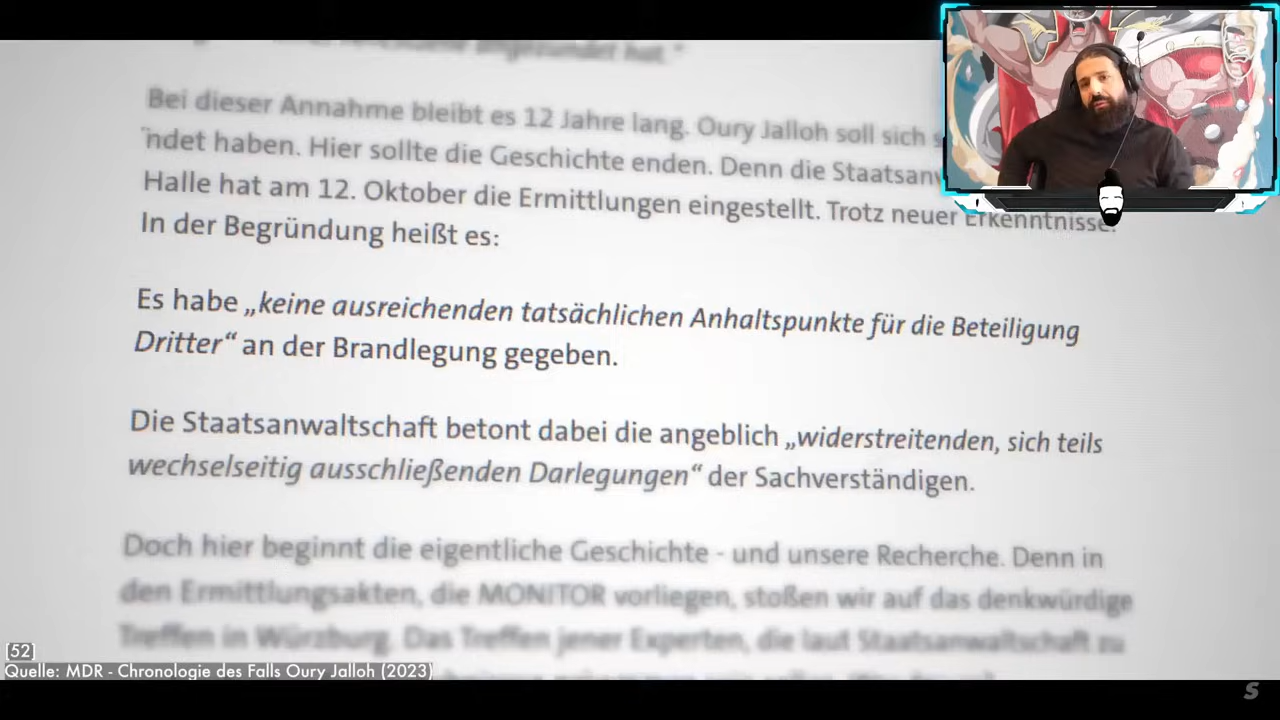 angezündet hat."
Bei dieser Annahme bleibt es 12 Jahre lang. Oury Jalloh soll sich
ndet haben. Hier sollte die Geschichte enden. Denn die Staatsanw
Halle hat am 12. Oktober die Ermittlungen eingestellt. Trotz neuer Erkenntnisse.
In der Begründung heißt es:
Es habe „keine ausreichenden tatsächlichen Anhaltspunkte für die Beteiligung
Dritter“ an der Brandlegung gegeben.
Die Staatsanwaltschaft betont dabei die angeblich „widerstreitenden, sich teils
wechselseitig ausschließenden Darlegungen“ der Sachverständigen.
Doch hier beginnt die eigentliche Geschichte - und unsere Recherche. Denn in
den Ermittlungsakten, die MONITOR vorliegen, stoßen wir auf das denkwürdige
Treffen in Würzburg. Das Treffen jener Experten, die laut Staatsanwaltschaft zu
[52]
Quelle: MDR - Chronologie des Falls Oury Jalloh (2023)
S